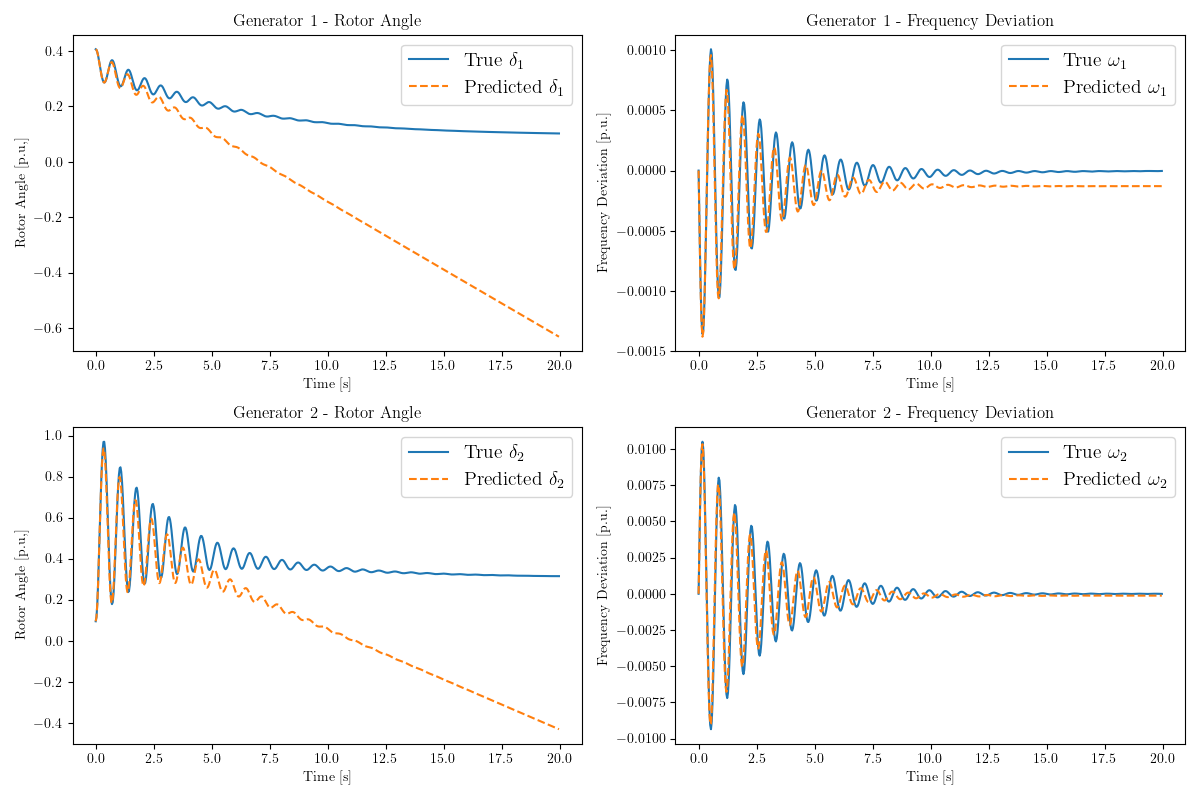 Generator 1 - Rotor Angle
True δ₁
Predicted δ₁
Rotor Angle [p.u.]
0.4
0.2
0.0
−0.2
−0.4
−0.6
0.0 2.5 5.0 7.5 10.0 12.5 15.0 17.5 20.0
Time [s]
Generator 1 - Frequency Deviation
True ω₁
Predicted ω₁
Frequency Deviation [p.u.]
0.0010
0.0005
0.0000
−0.0005
−0.0010
−0.0015
0.0 2.5 5.0 7.5 10.0 12.5 15.0 17.5 20.0
Time [s]
Generator 2 - Rotor Angle
True δ₂
Predicted δ₂
Rotor Angle [p.u.]
1.0
0.8
0.6
0.4
0.2
0.0
−0.2
−0.4
0.0 2.5 5.0 7.5 10.0 12.5 15.0 17.5 20.0
Time [s]
Generator 2 - Frequency Deviation
True ω₂
Predicted ω₂
Frequency Deviation [p.u.]
0.0100
0.0075
0.0050
0.0025
0.0000
−0.0025
−0.0050
−0.0075
−0.0100
0.0 2.5 5.0 7.5 10.0 12.5 15.0 17.5 20.0
Time [s]